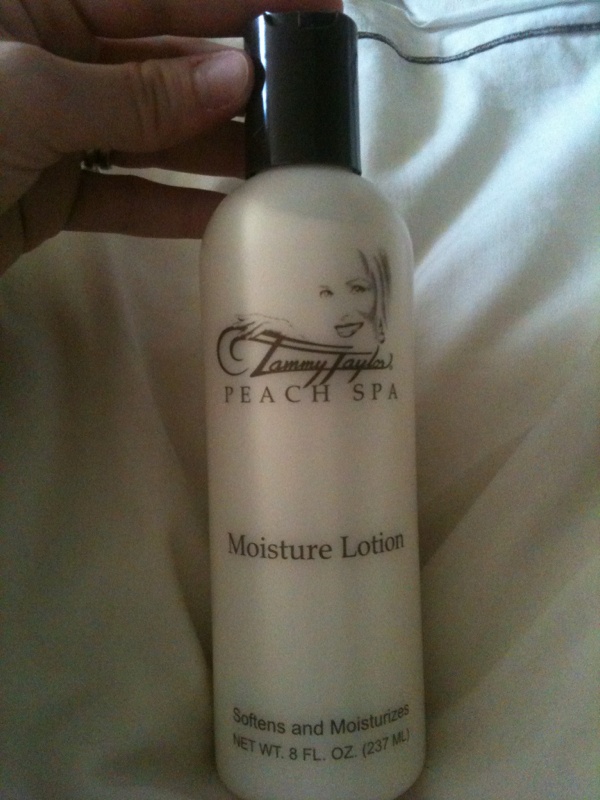 Tammy Taylor
PEACH SPA
Moisture Lotion
Softens and Moisturizes
NET WT. 8 FL. OZ. (237 ML)